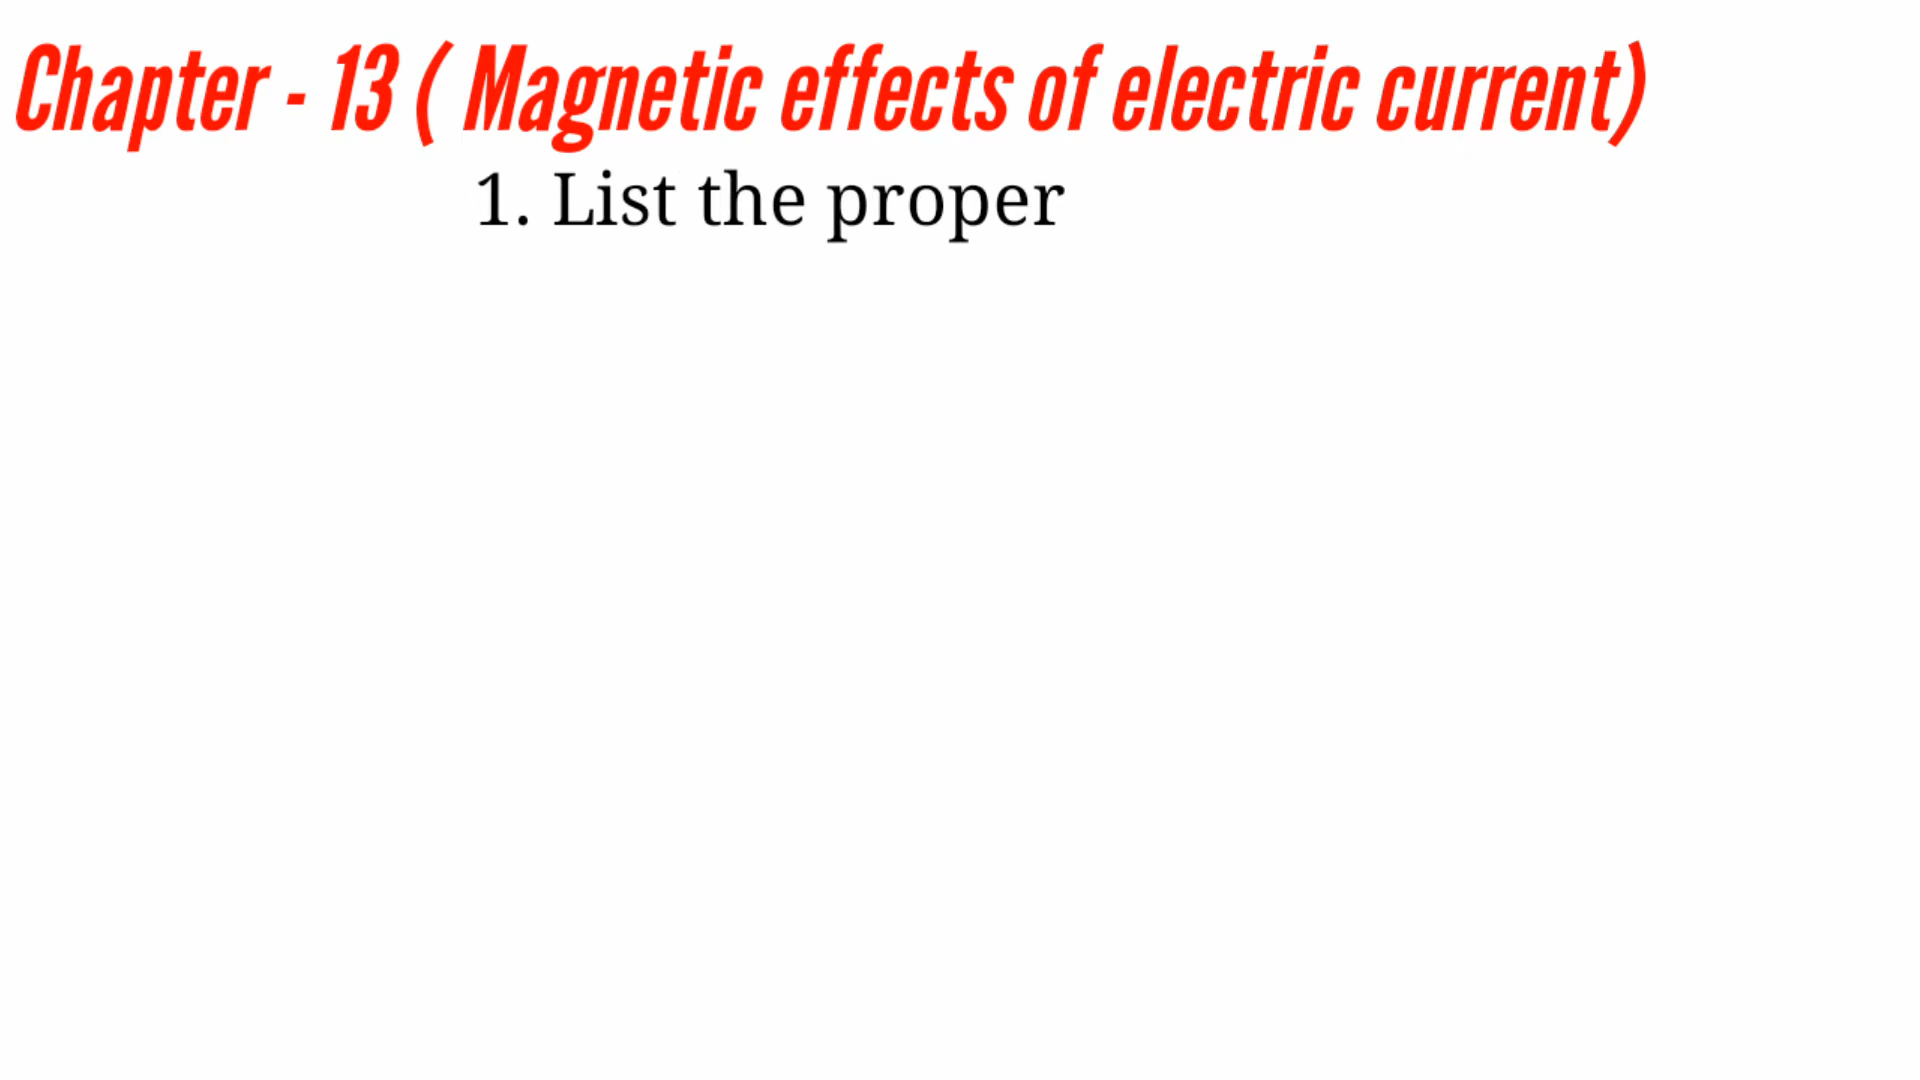 Chapter - 13 ( Magnetic effects of electric current)
1. List the proper